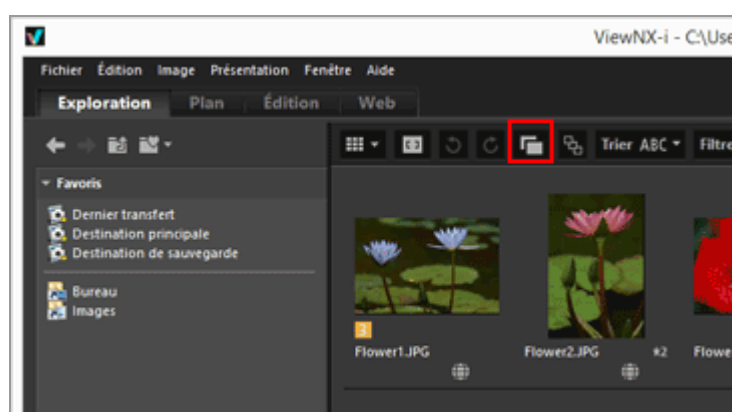 ViewNX-i - C:\Use
Fichier Édition Image Présentation Fenêtre Aide
Exploration Plan Édition Web
Trier ABC Filtre
Favoris
Dernier transfert
Destination principale
Destination de sauvegarde
Bureau
Images
3
Flower1.JPG Flower2.JPG *2 Flowe